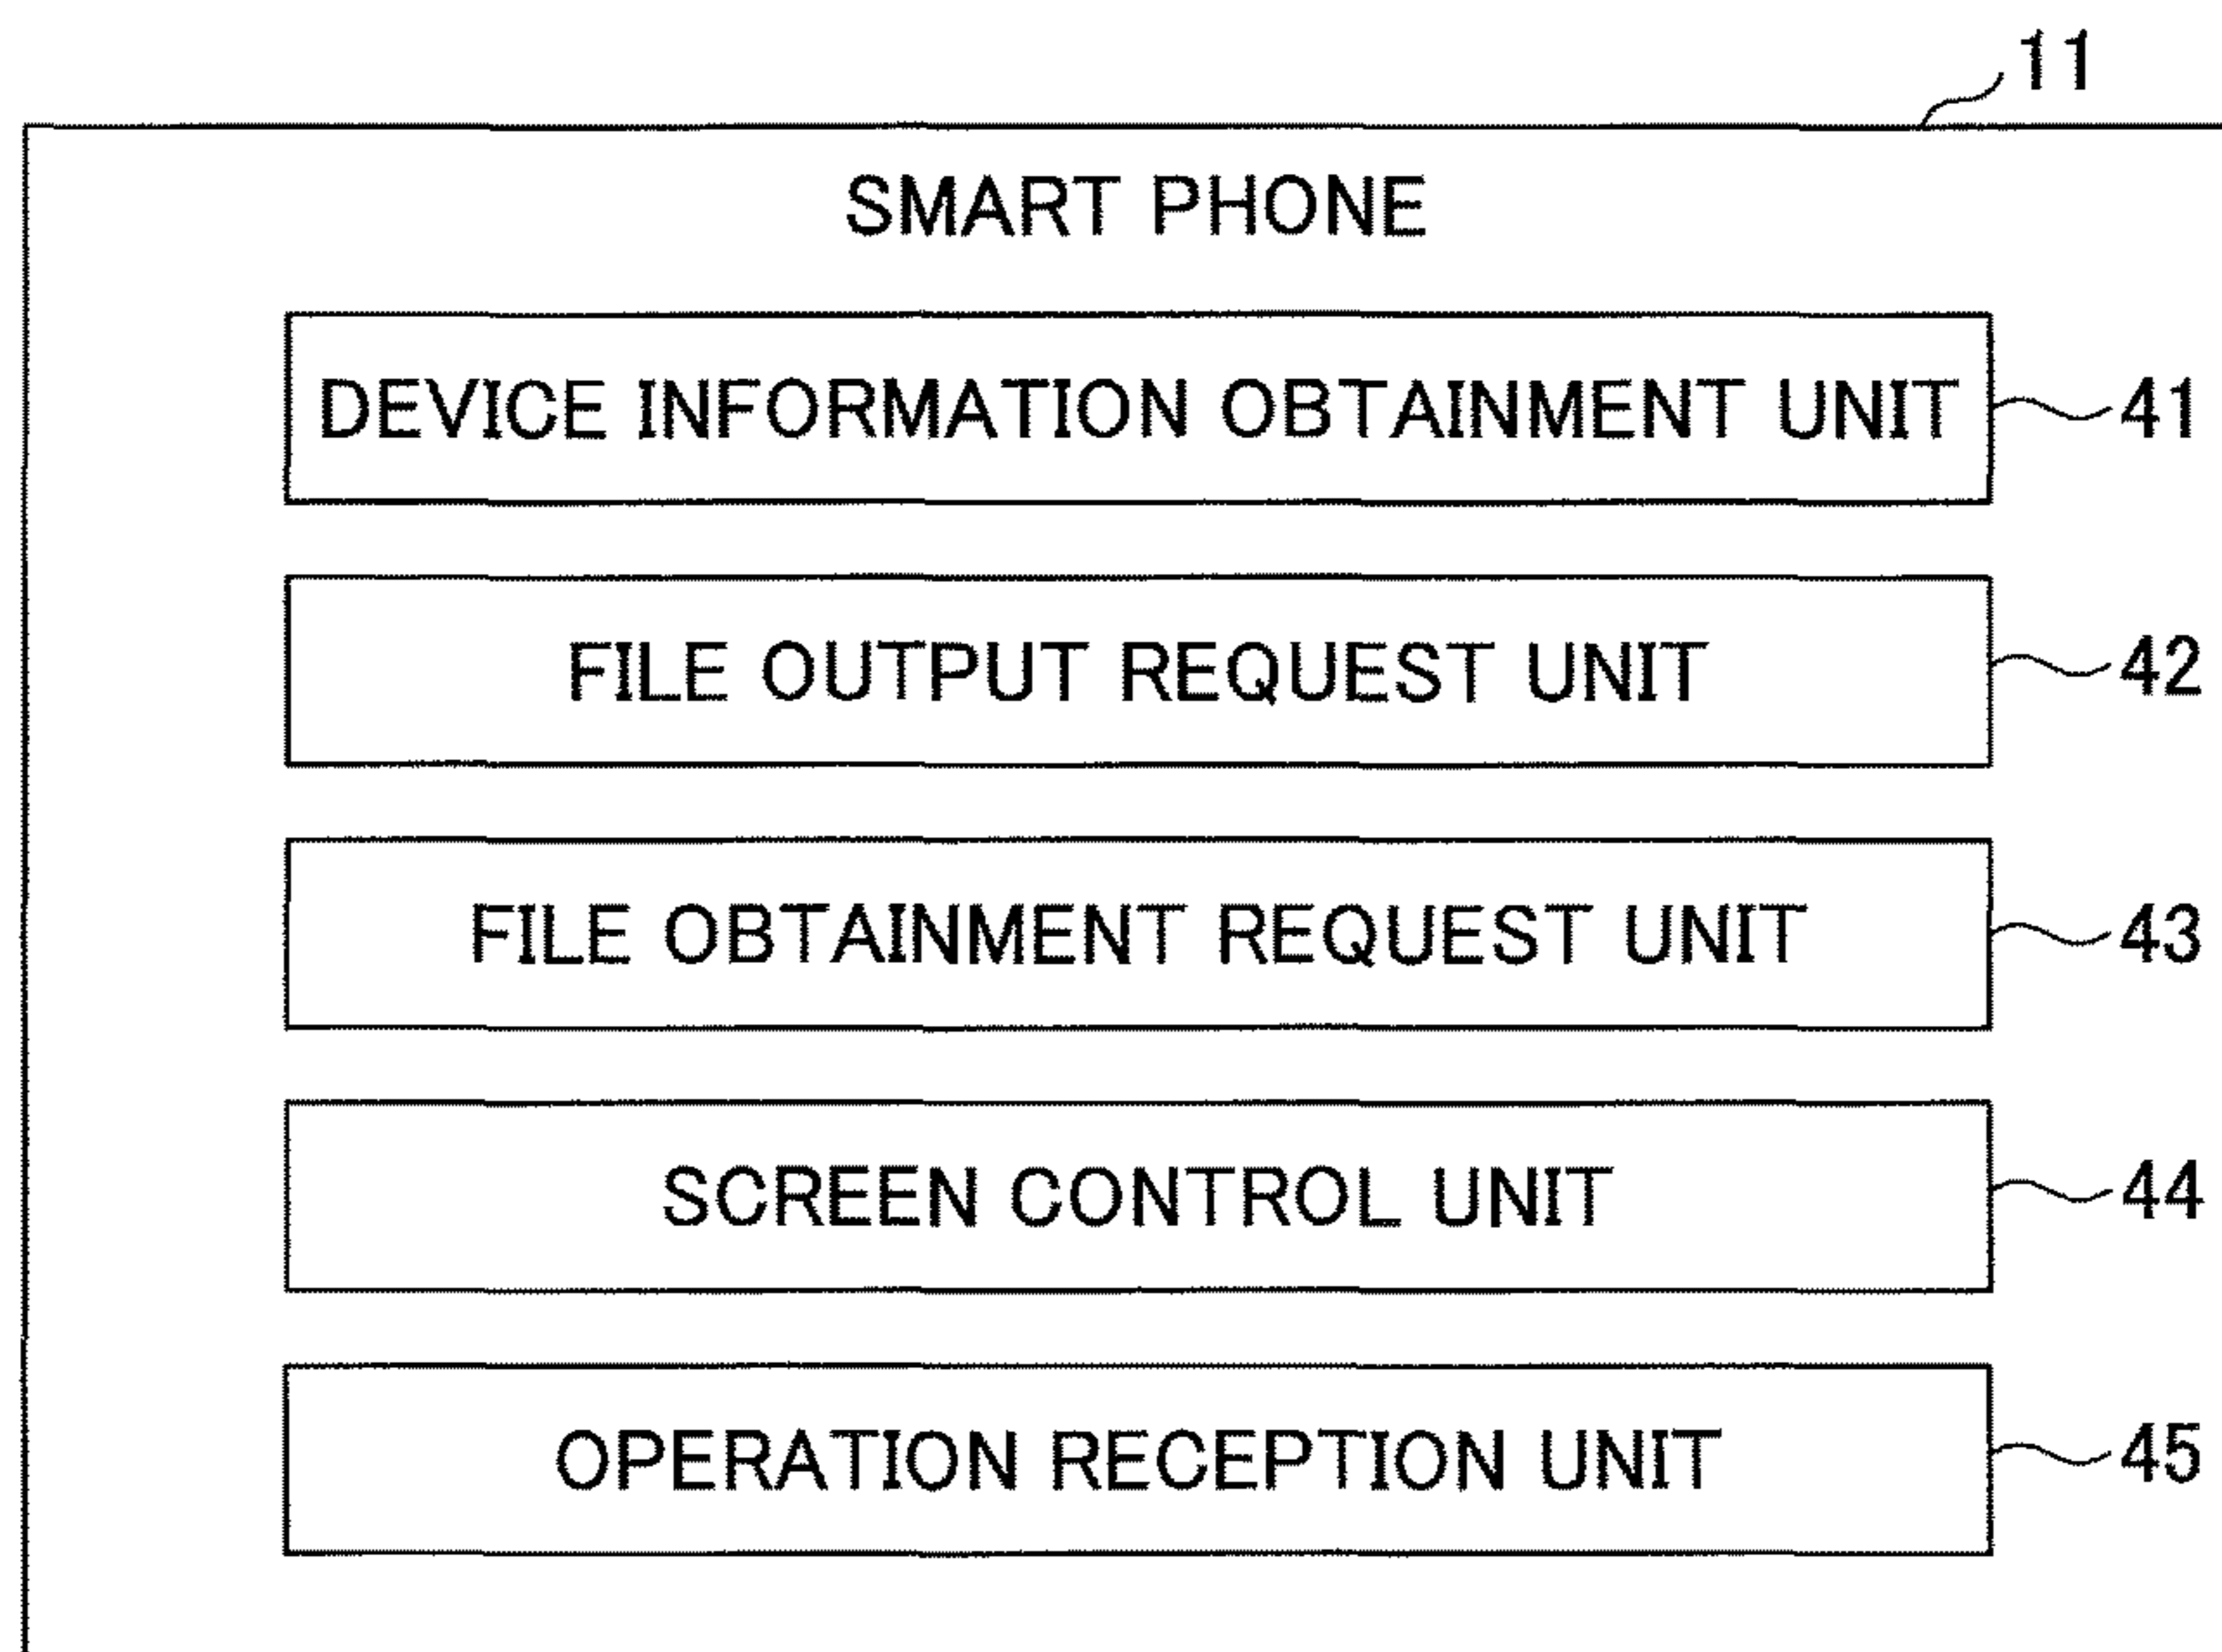 11
SMART PHONE
DEVICE INFORMATION OBTAINMENT UNIT 41
FILE OUTPUT REQUEST UNIT 42
FILE OBTAINMENT REQUEST UNIT 43
SCREEN CONTROL UNIT 44
OPERATION RECEPTION UNIT 45